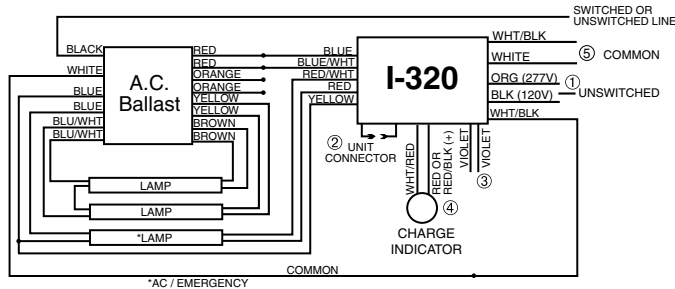 SWITCHED OR
UNSWITCHED LINE
BLACK
WHITE
BLUE
BLUE
BLU/WHT
BLU/WHT
A.C.
Ballast
RED
RED
ORANGE
ORANGE
YELLOW
YELLOW
BROWN
BROWN
BLUE
BLUE/WHT
RED/WHT
RED
YELLOW
I-320
WHT/BLK
WHITE
⑤ COMMON
ORG (277V)
①
UNSWITCHED
BLK (120V)
WHT/BLK
② UNIT
CONNECTOR
WHT/RED
RED OR
RED/BLK (+)
VIOLET
VIOLET
③
④
CHARGE
INDICATOR
LAMP
LAMP
*LAMP
COMMON
*AC / EMERGENCY